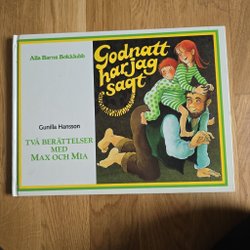 Alla Barns Bokklubb
Godnatt
har jag
sagt
Gunilla Hansson
TVÅ BERÄTTELSER
MED
MAX OCH MIA